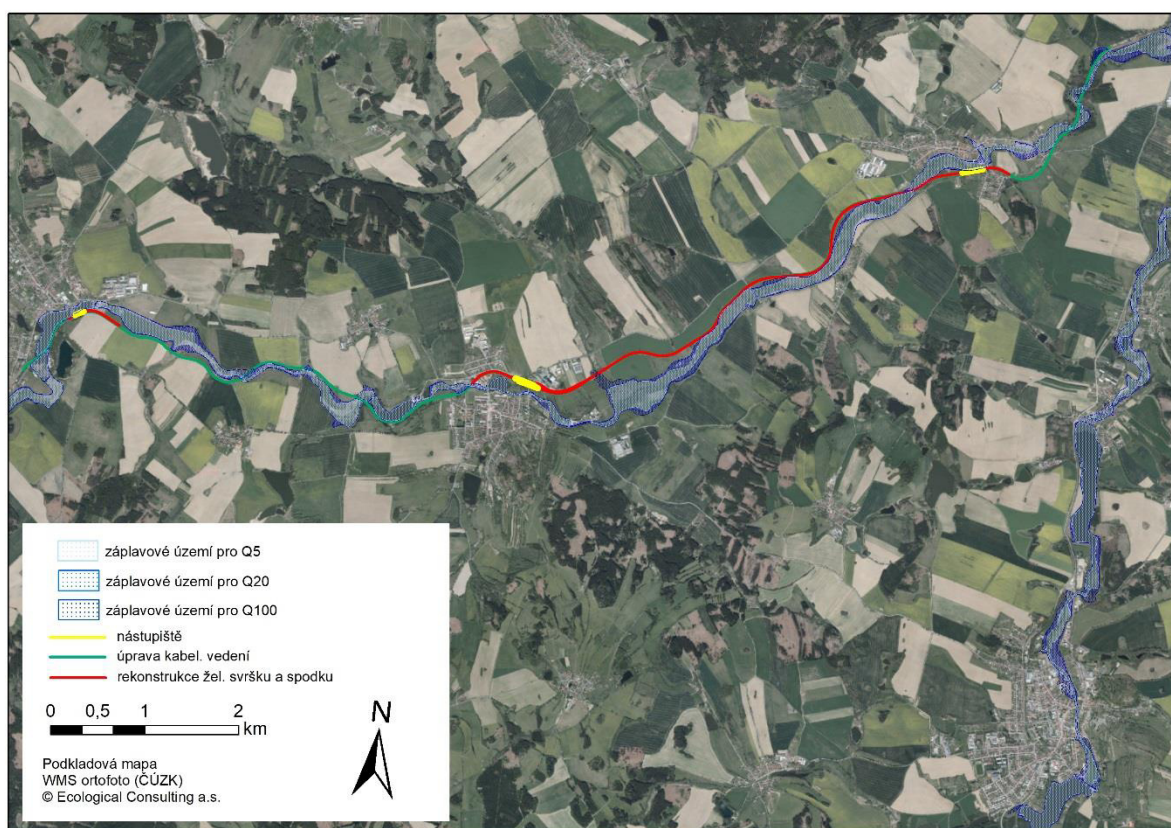 záplavové území pro Q5
záplavové území pro Q20
záplavové území pro Q100
nástupiště
úprava kabel. vedení
rekonstrukce žel. svršku a spodku
0 0,5 1 2
km
N
Podkladová mapa
WMS ortofoto (ČÚZK)
© Ecological Consulting a.s.